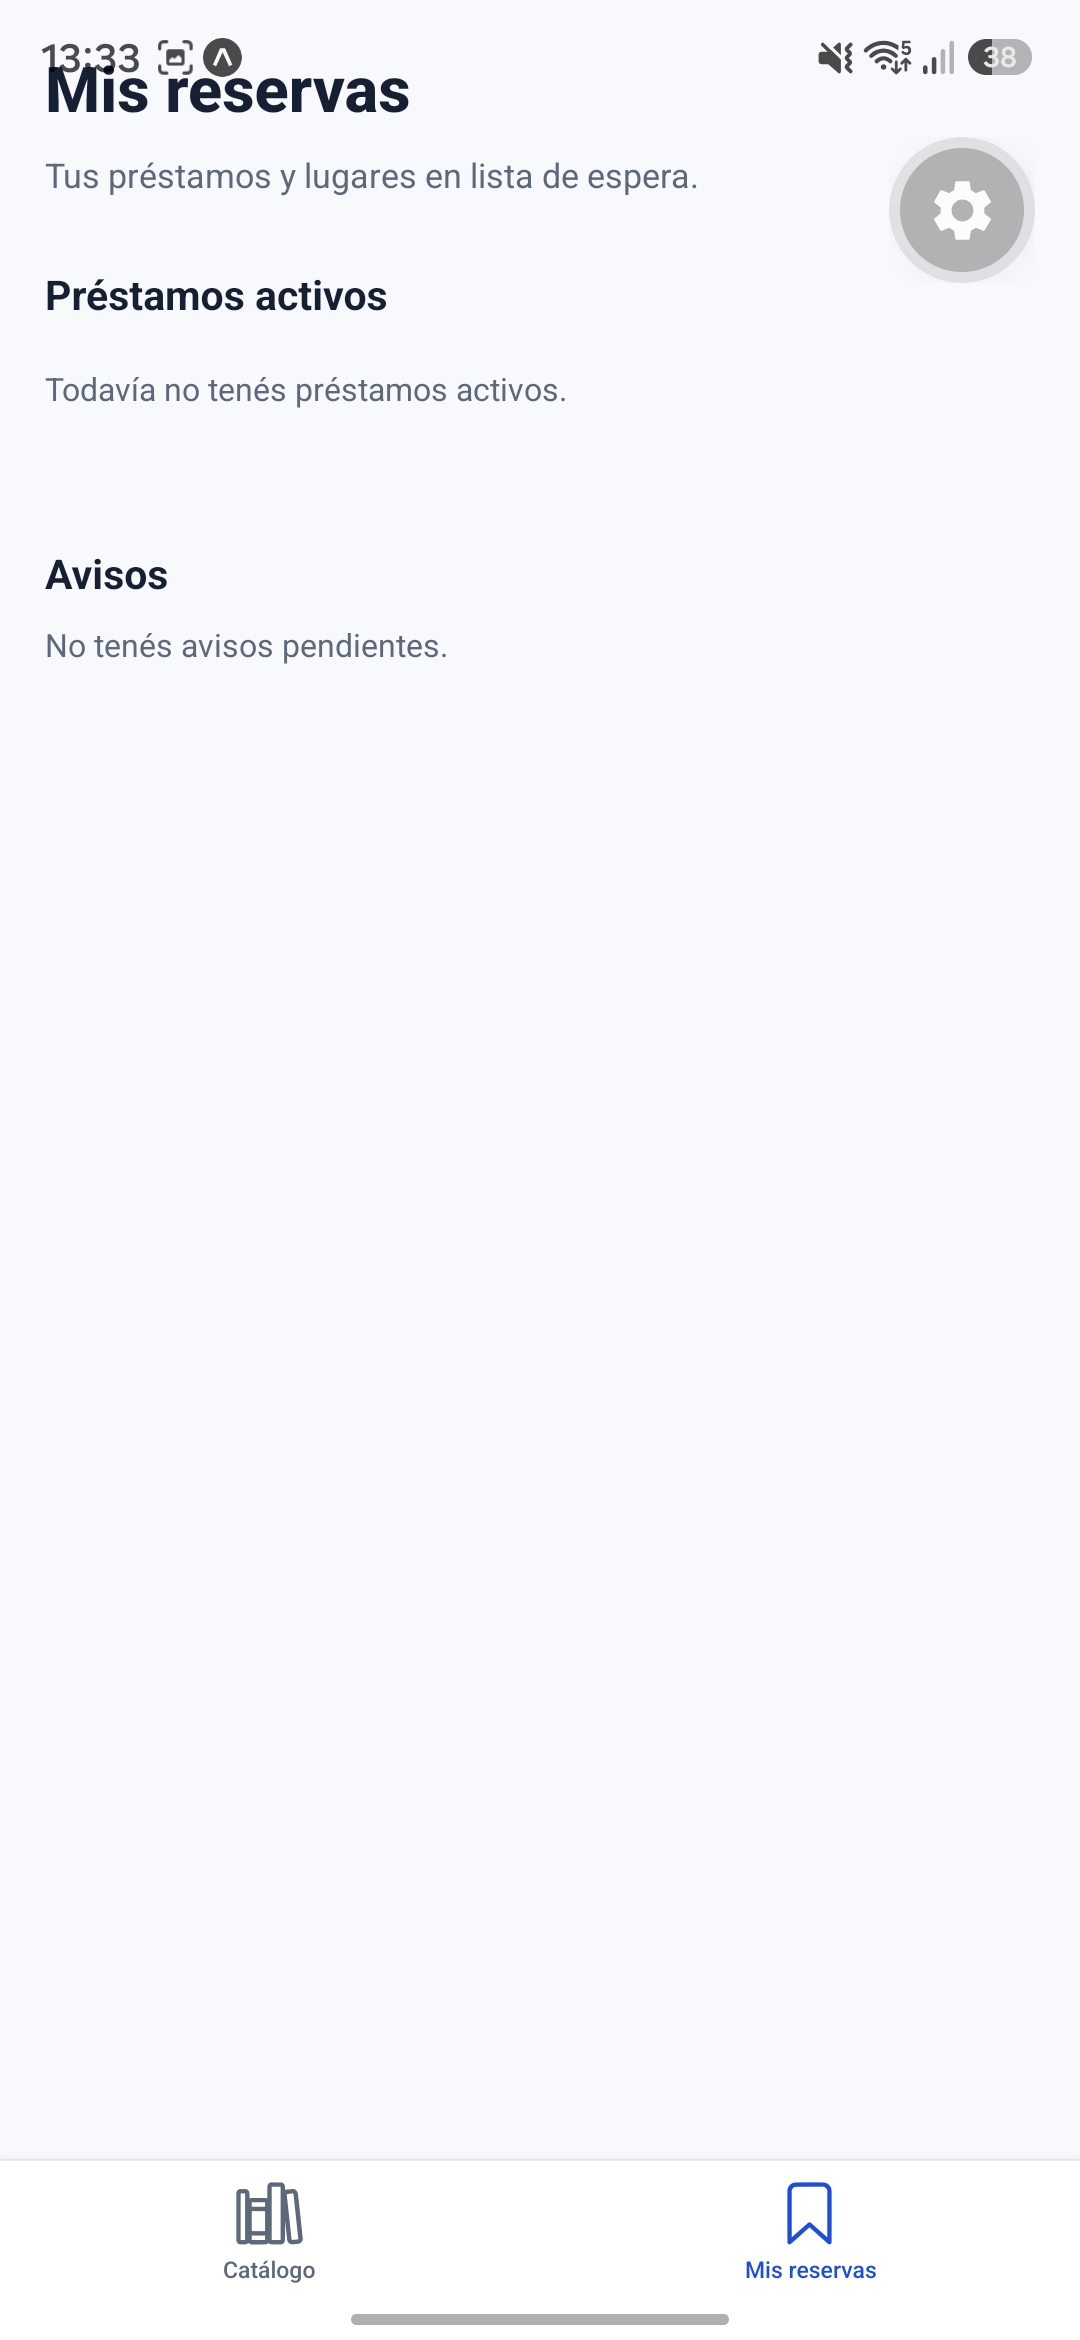 13:33
5
38
Mis reservas
Tus préstamos y lugares en lista de espera.
Préstamos activos
Todavía no tenés préstamos activos.
Avisos
No tenés avisos pendientes.
Catálogo
Mis reservas